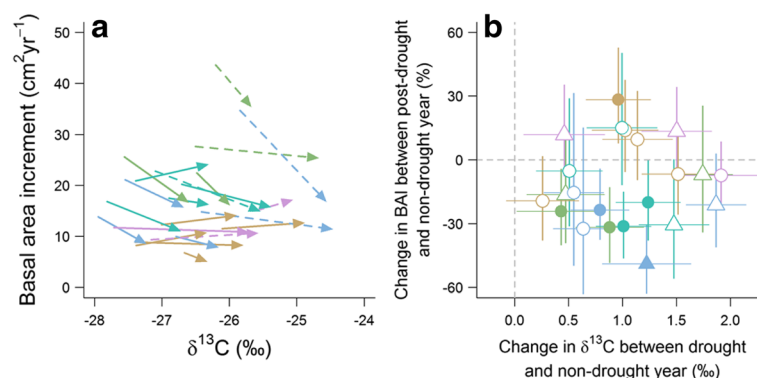 a
50
40
30
20
10
0
Basal area increment (cm²yr⁻¹)
-28
-27
-26
-25
-24
δ¹³C (‰)
b
60
30
0
-30
-60
Change in BAI between post-drought
and non-drought year (%)
0.0
0.5
1.0
1.5
2.0
Change in δ¹³C between drought
and non-drought year (‰)